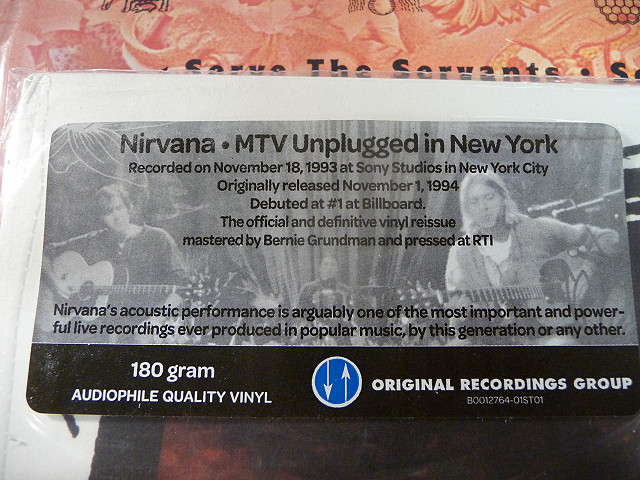 • Serve The Servants • S
Nirvana • MTV Unplugged in New York
Recorded on November 18, 1993 at Sony Studios in New York City
Originally released November 1, 1994
Debuted at #1 at Billboard.
The official and definitive vinyl reissue
mastered by Bernie Grundman and pressed at RTI
Nirvana's acoustic performance is arguably one of the most important and power-
ful live recordings ever produced in popular music, by this generation or any other.
180 gram
AUDIOPHILE QUALITY VINYL
ORIGINAL RECORDINGS GROUP
B0012764-01ST01